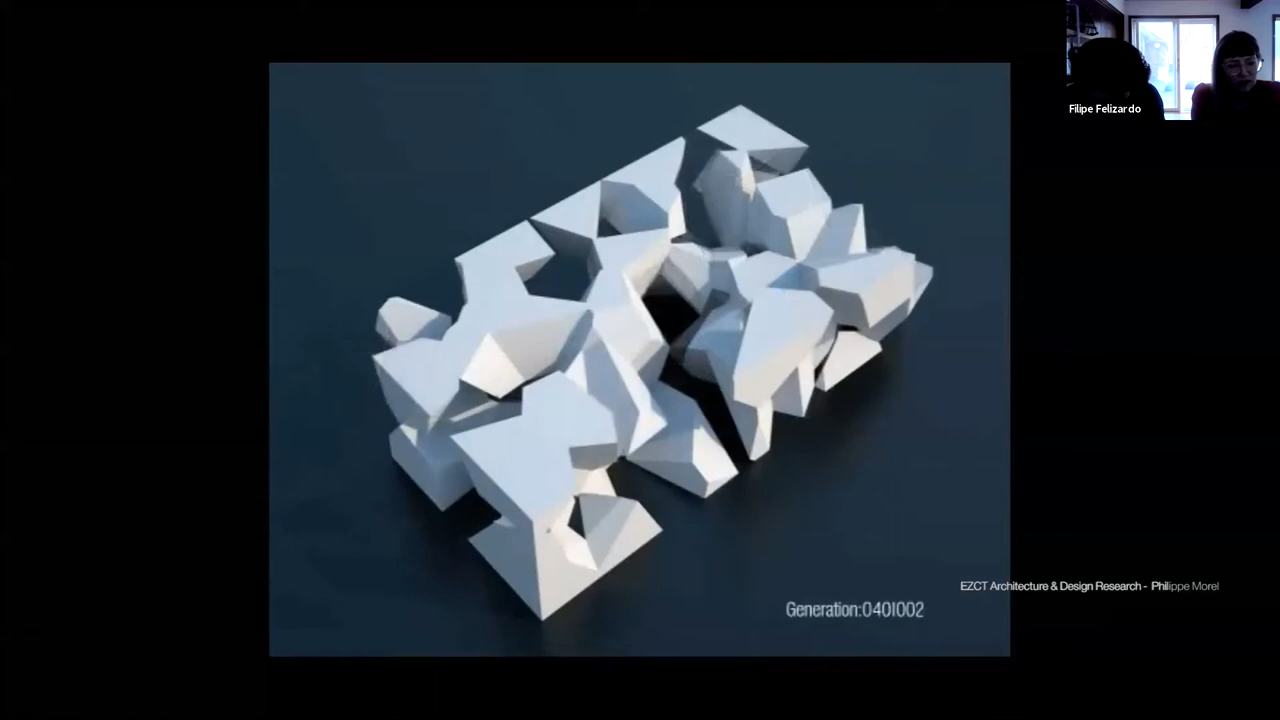 Filipe Felizardo
EZCT Architecture & Design Research - Philippe Morel
Generation:0401002